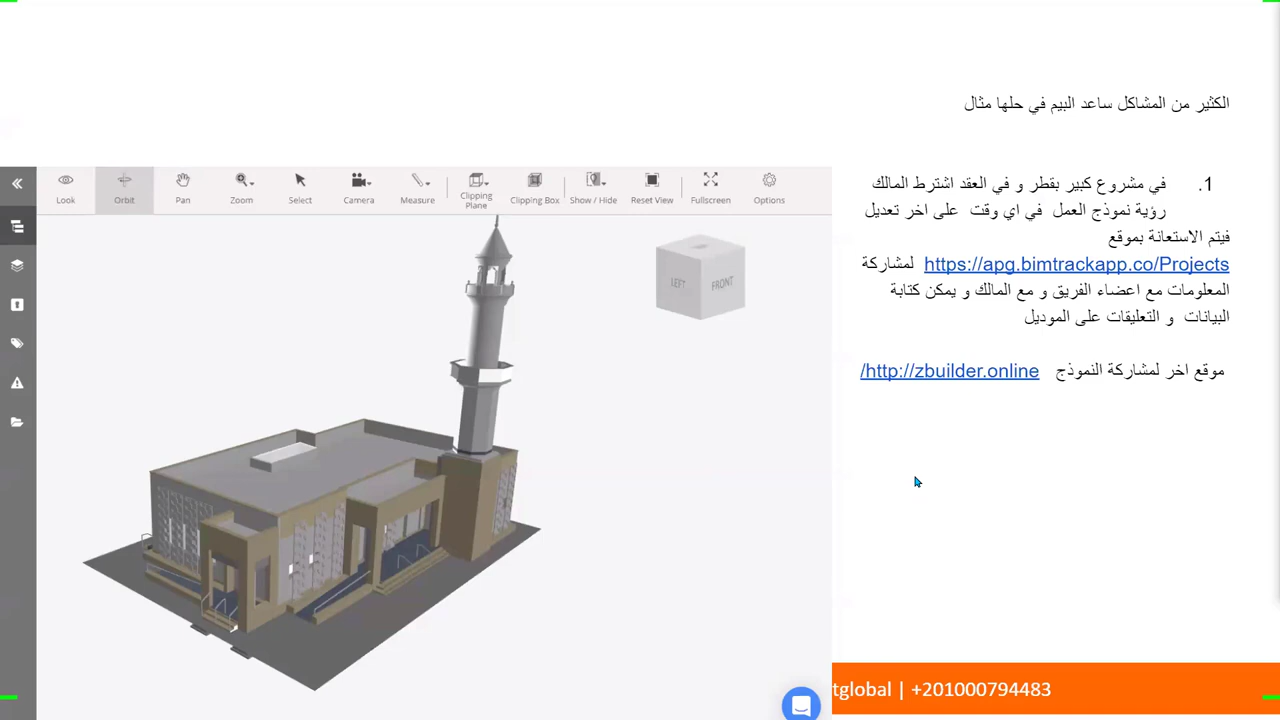 الكثير من المشاكل ساعد البيم في حلها مثال
1. في مشروع كبير بقطر و في العقد اشترط المالك
رؤية نموذج العمل في اي وقت على اخر تعديل
فيتم الاستعانة بموقع
https://apg.bimtrackapp.co/Projects لمشاركة
المعلومات مع اعضاء الفريق و مع المالك و يمكن كتابة
البيانات و التعليقات على الموديل
موقع اخر لمشاركة النموذج http://zbuilder.online/
Look Orbit Pan Zoom Select Camera Measure Clipping Plane Clipping Box Show / Hide Reset View Fullscreen Options
LEFT FRONT
tglobal | +201000794483